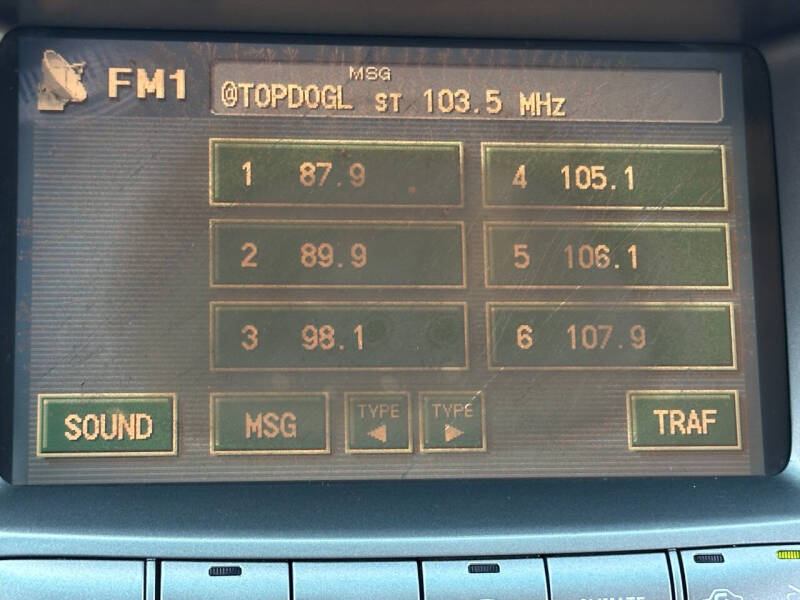 FM1
MSG
@TOPDOGL ST 103.5 MHz
1 87.9
4 105.1
2 89.9
5 106.1
3 98.1
6 107.9
SOUND
MSG
TYPE
TYPE
TRAF